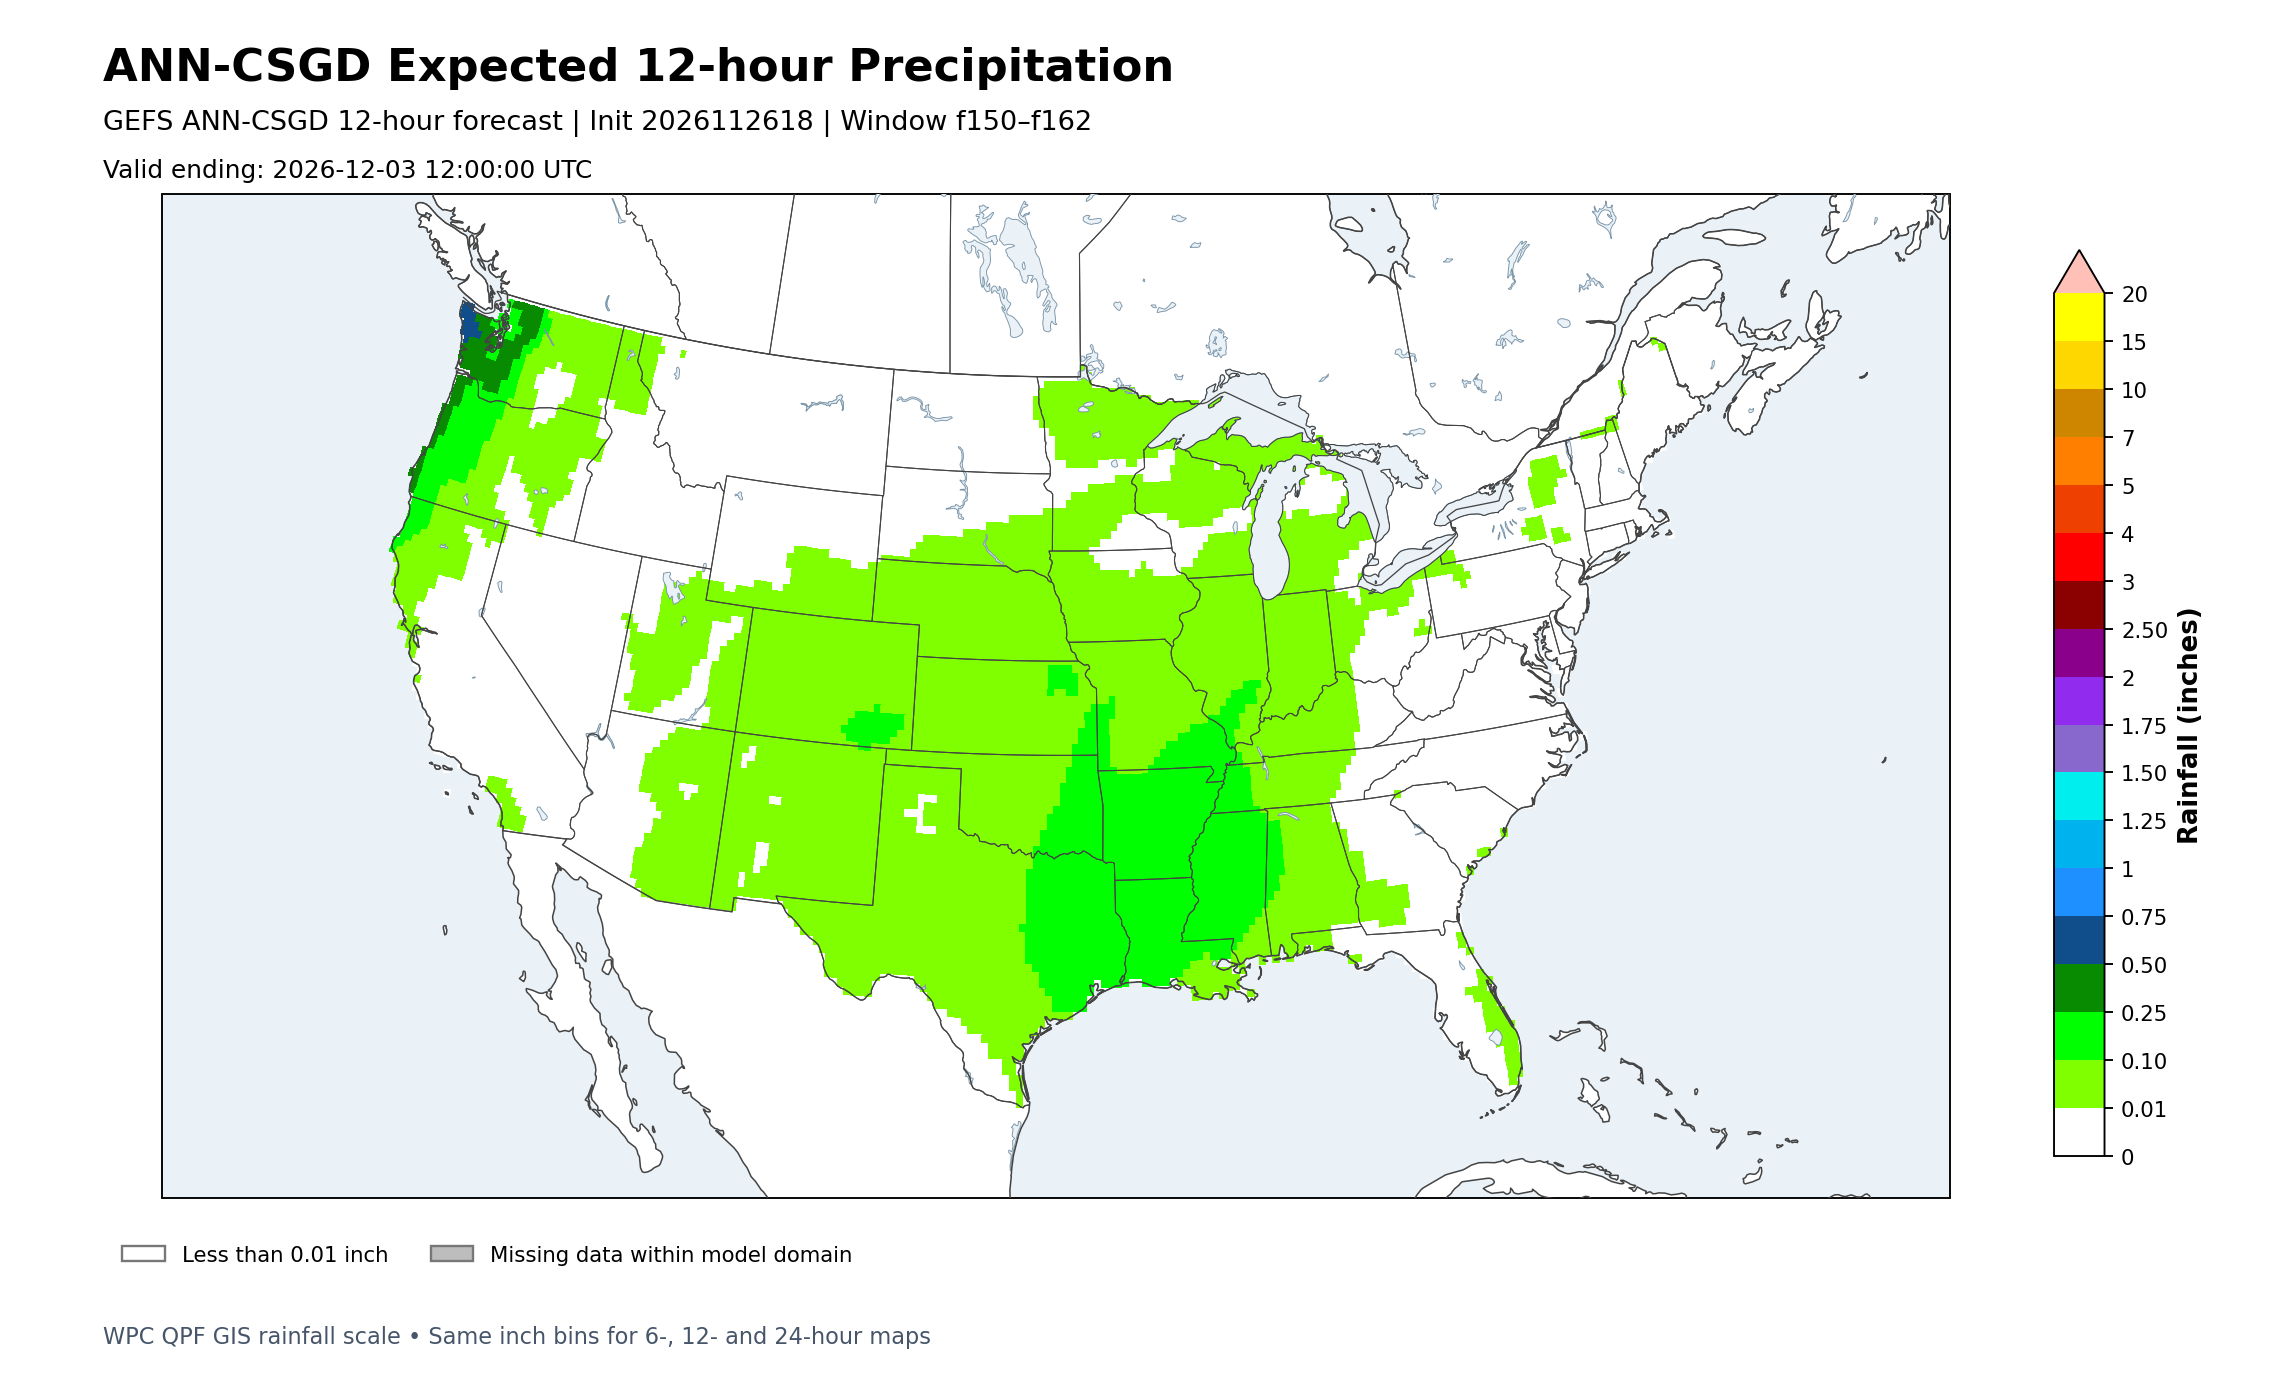 ANN-CSGD Expected 12-hour Precipitation
GEFS ANN-CSGD 12-hour forecast | Init 2026112618 | Window f150–f162
Valid ending: 2026-12-03 12:00:00 UTC
20
15
10
7
5
4
3
2.50
2
1.75
1.50
1.25
1
0.75
0.50
0.25
0.10
0.01
0
Rainfall (inches)
Less than 0.01 inch
Missing data within model domain
WPC QPF GIS rainfall scale • Same inch bins for 6-, 12- and 24-hour maps